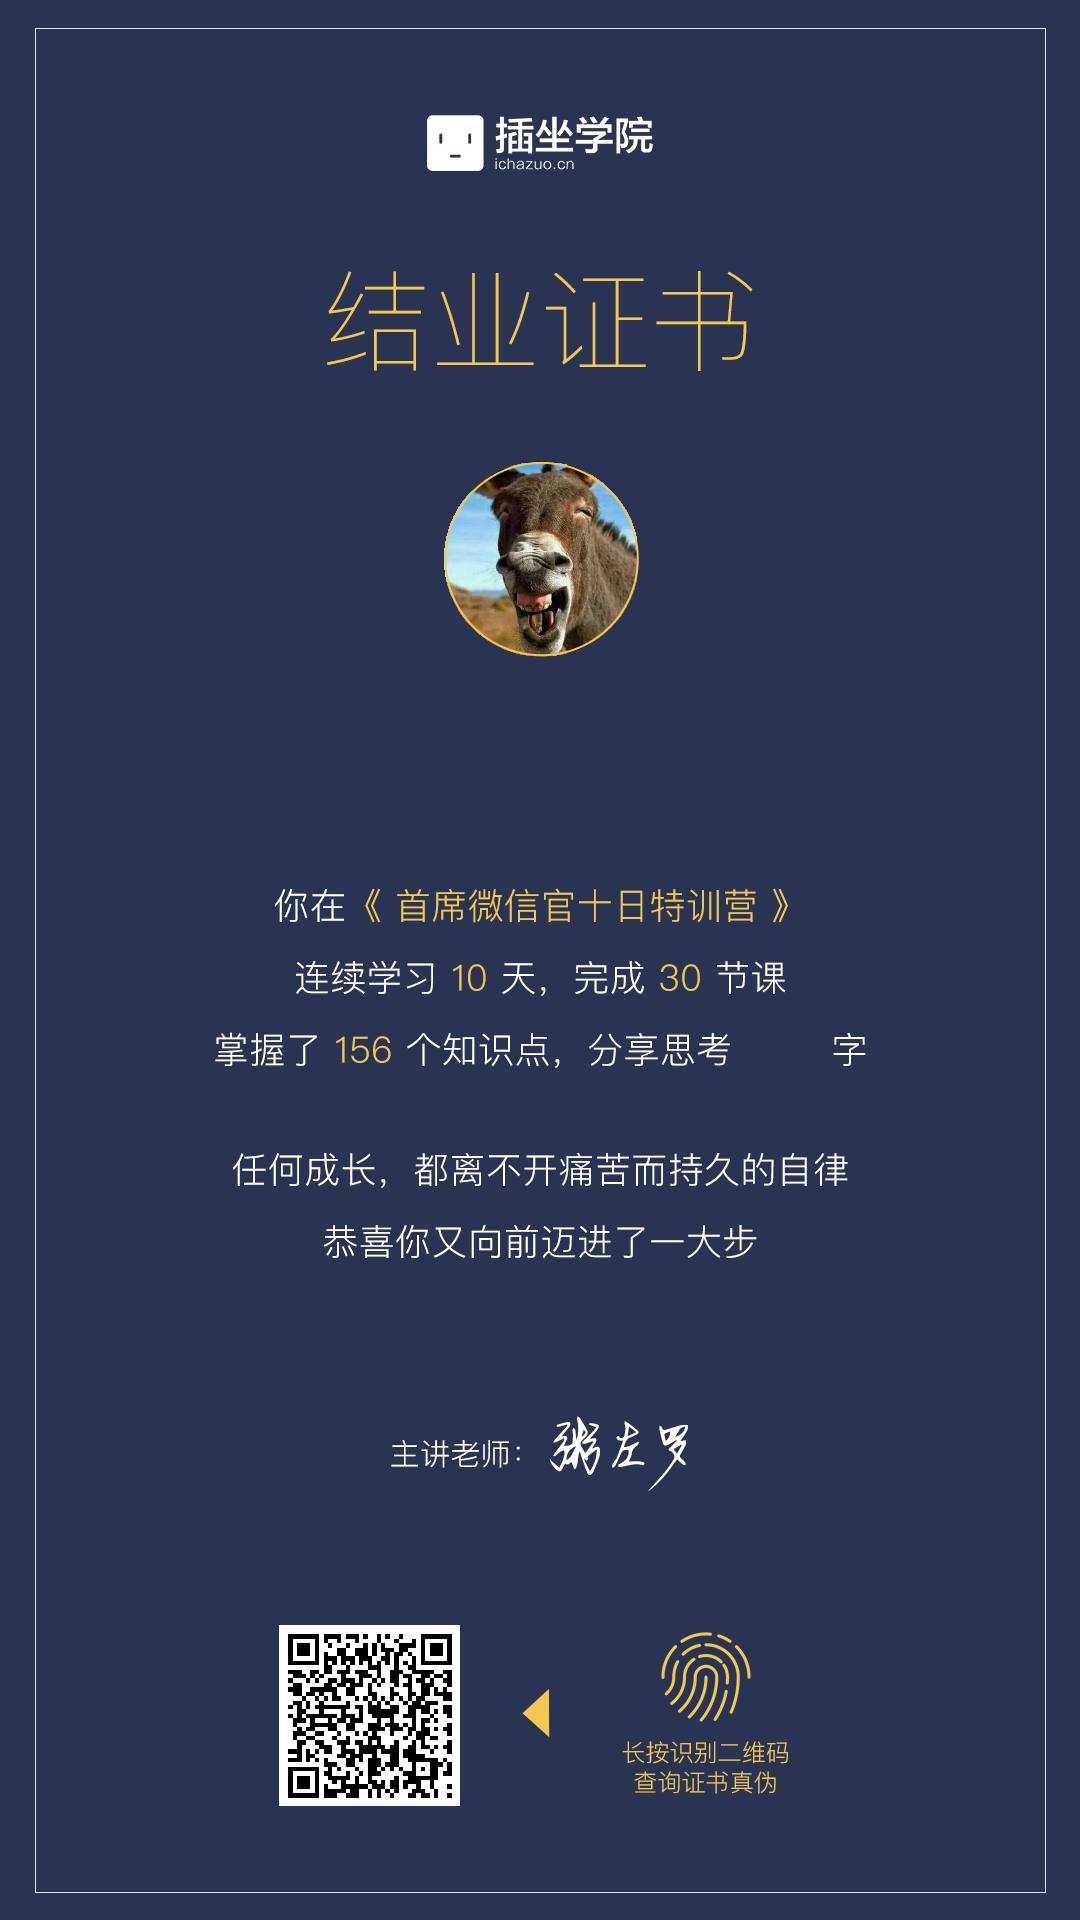 插坐学院
ichazuo.cn
结业证书
你在《 首席微信官十日特训营 》
连续学习 10 天，完成 30 节课
掌握了 156 个知识点，分享思考 字
任何成长，都离不开痛苦而持久的自律
恭喜你又向前迈进了一大步
主讲老师：粥左罗
长按识别二维码
查询证书真伪